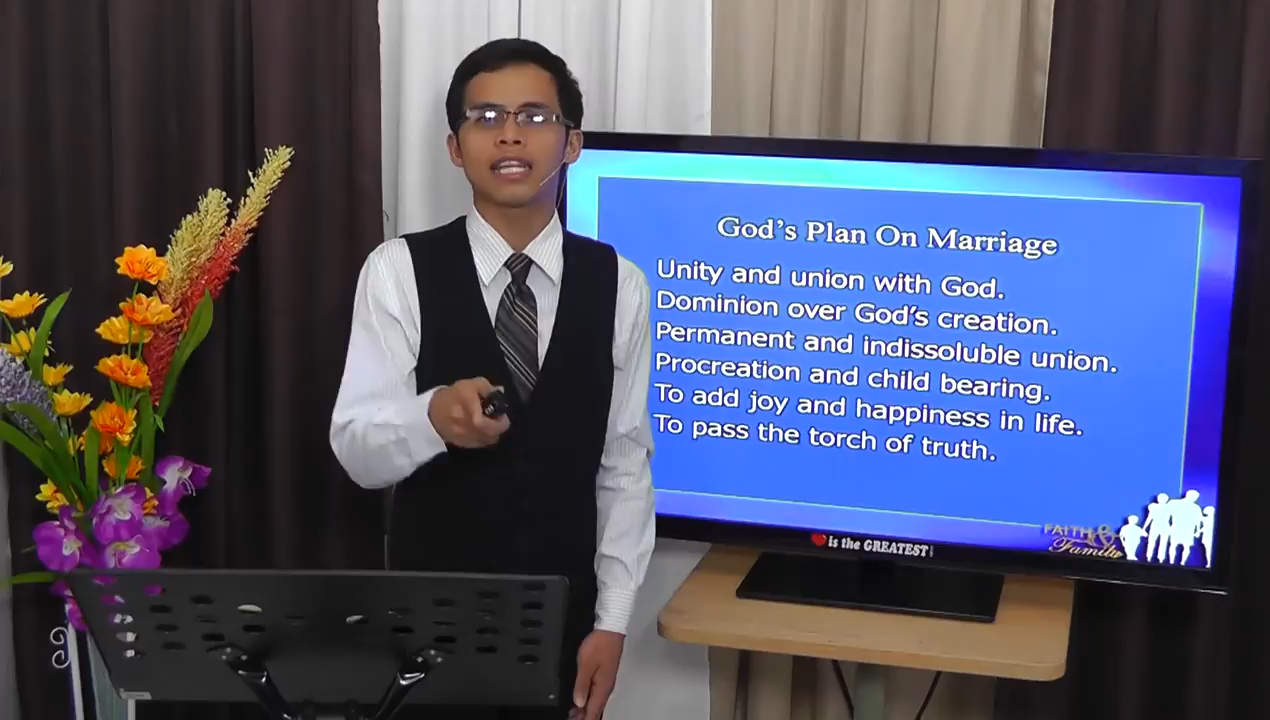 God's Plan On Marriage
Unity and union with God.
Dominion over God's creation.
Permanent and indissoluble union.
Procreation and child bearing.
To add joy and happiness in life.
To pass the torch of truth.
FAITH &
Family
is the GREATEST!